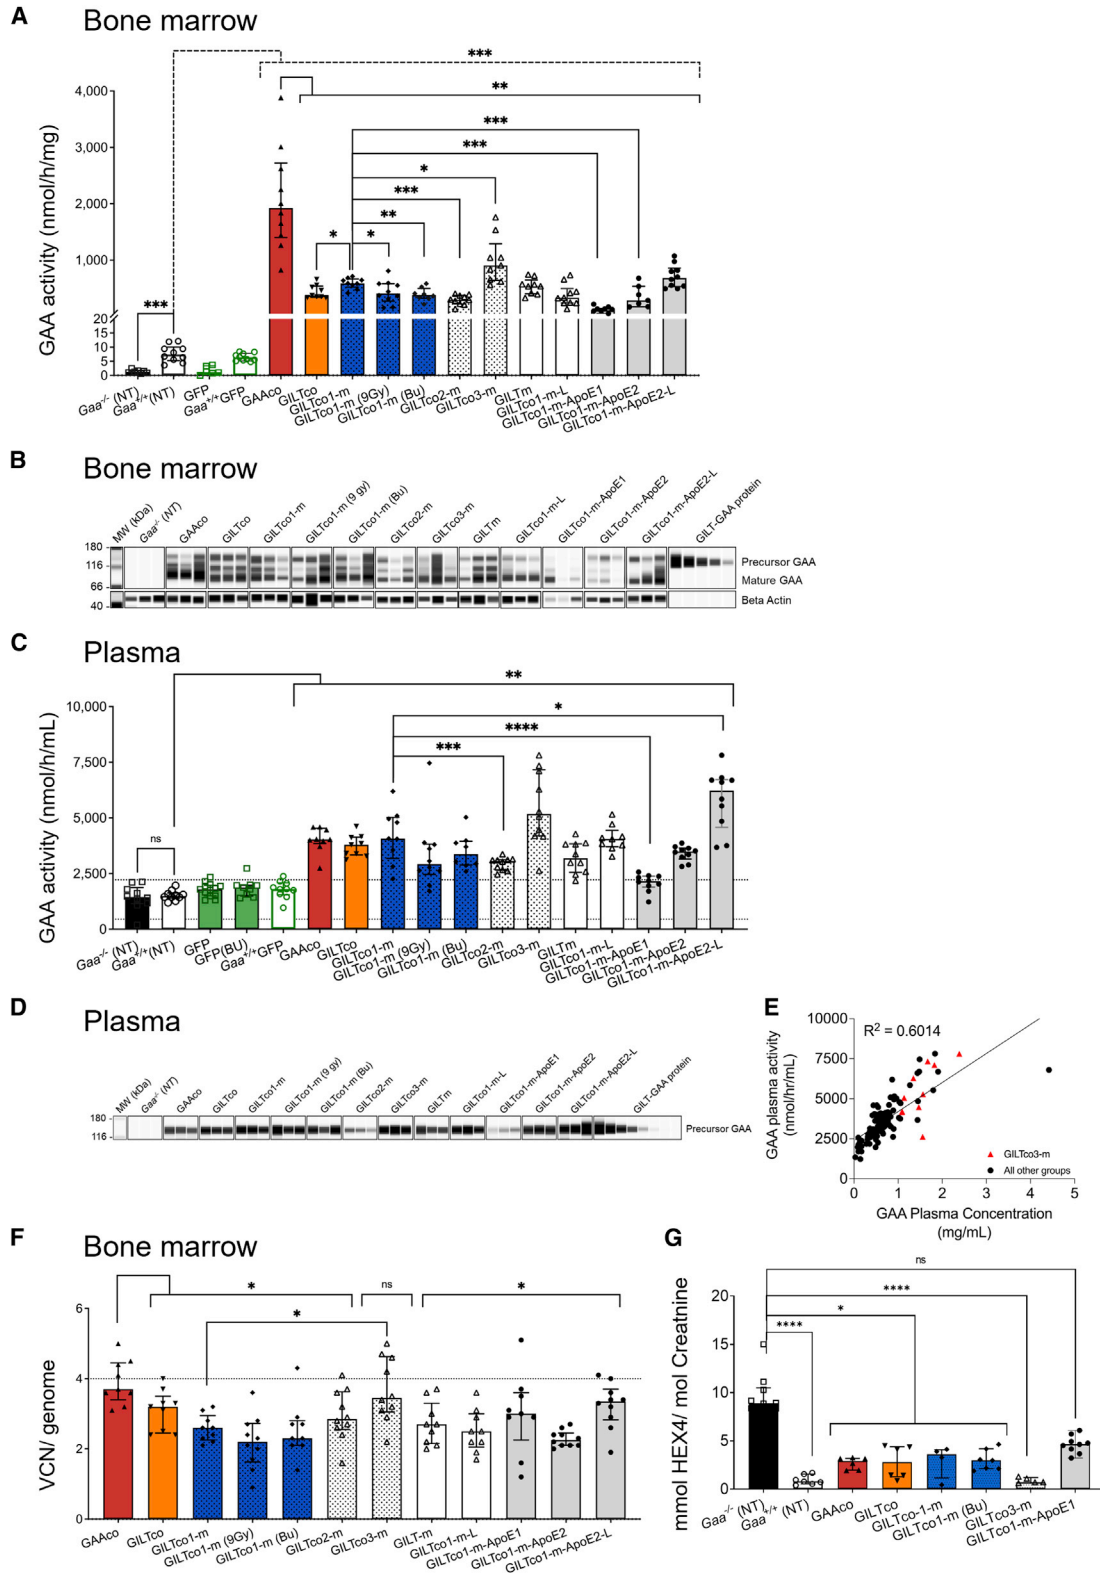 A
Bone marrow
GAA activity (nmol/h/mg)
4,000
3,000
2,000
1,000
20
15
10
5
0
***
***
**
***
***
*
***
**
*
*
Gaa-/- (NT)
Gaa+/+(NT)
GFP
Gaa+/+GFP
GAAco
GILTco
GILTco1-m
GILTco1-m (9Gy)
GILTco1-m (Bu)
GILTco2-m
GILTco3-m
GILTm
GILTco1-m-L
GILTco1-m-ApoE1
GILTco1-m-ApoE2
GILTco1-m-ApoE2-L
B
Bone marrow
MW (kDa)
Gaa-/- (NT)
GAAco
GILTco
GILTco1-m
GILTco1-m (9 gy)
GILTco1-m (Bu)
GILTco2-m
GILTco3-m
GILTm
GILTco1-m-L
GILTco1-m-ApoE1
GILTco1-m-ApoE2
GILTco1-m-ApoE2-L
GILT-GAA protein
180
116
66
40
Precursor GAA
Mature GAA
Beta Actin
C
Plasma
GAA activity (nmol/h/mL)
10,000
7,500
5,000
2,500
0
ns
**
*
****
***
Gaa-/- (NT)
Gaa+/+(NT)
GFP
GFP(BU)
Gaa+/+GFP
GAAco
GILTco
GILTco1-m
GILTco1-m (9Gy)
GILTco1-m (Bu)
GILTco2-m
GILTco3-m
GILTm
GILTco1-m-L
GILTco1-m-ApoE1
GILTco1-m-ApoE2
GILTco1-m-ApoE2-L
D
Plasma
MW (kDa)
Gaa-/- (NT)
GAAco
GILTco
GILTco1-m
GILTco1-m (9 gy)
GILTco1-m (Bu)
GILTco2-m
GILTco3-m
GILTm
GILTco1-m-L
GILTco1-m-ApoE1
GILTco1-m-ApoE2
GILTco1-m-ApoE2-L
GILT-GAA protein
180
116
Precursor GAA
E
GAA plasma activity
(nmol/hr/mL)
10000
7500
5000
2500
0
R2 = 0.6014
GILTco3-m
All other groups
0
1
2
3
4
5
GAA Plasma Concentration
(mg/mL)
F
Bone marrow
VCN/ genome
6
4
2
0
*
ns
*
*
GAAco
GILTco
GILTco1-m
GILTco1-m (9Gy)
GILTco1-m (Bu)
GILTco2-m
GILTco3-m
GILT-m
GILTco1-m-L
GILTco1-m-ApoE1
GILTco1-m-ApoE2
GILTco1-m-ApoE2-L
G
mmol HEX4/ mol Creatnine
20
15
10
5
0
ns
****
*
****
Gaa-/- (NT)
Gaa+/+ (NT)
GAAco
GILTco
GILTco-1-m
GILTco1-m (Bu)
GILTco3-m
GILTco1-m-ApoE1